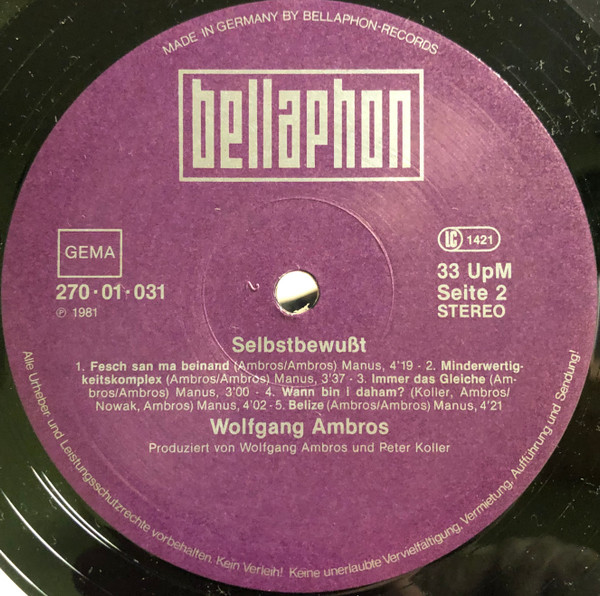 MADE IN GERMANY BY BELLAPHON-RECORDS
bellaphon
GEMA
LC 1421
270·01·031
33 UpM
Seite 2
℗ 1981
STEREO
Selbstbewußt
1. Fesch san ma beinand (Ambros/Ambros) Manus, 4'19 - 2. Minderwertig-
keitskomplex (Ambros/Ambros) Manus, 3'37 - 3. Immer das Gleiche (Am-
bros/Ambros) Manus, 3'00 - 4. Wann bin i daham? (Koller, Ambros/
Nowak, Ambros) Manus, 4'02 - 5. Belize (Ambros/Ambros) Manus, 4'21
Wolfgang Ambros
Produziert von Wolfgang Ambros und Peter Koller
Alle Urheber- und Leistungsschutzrechte vorbehalten. Kein Verleih! Keine unerlaubte Vervielfältigung, Vermietung, Aufführung und Sendung!